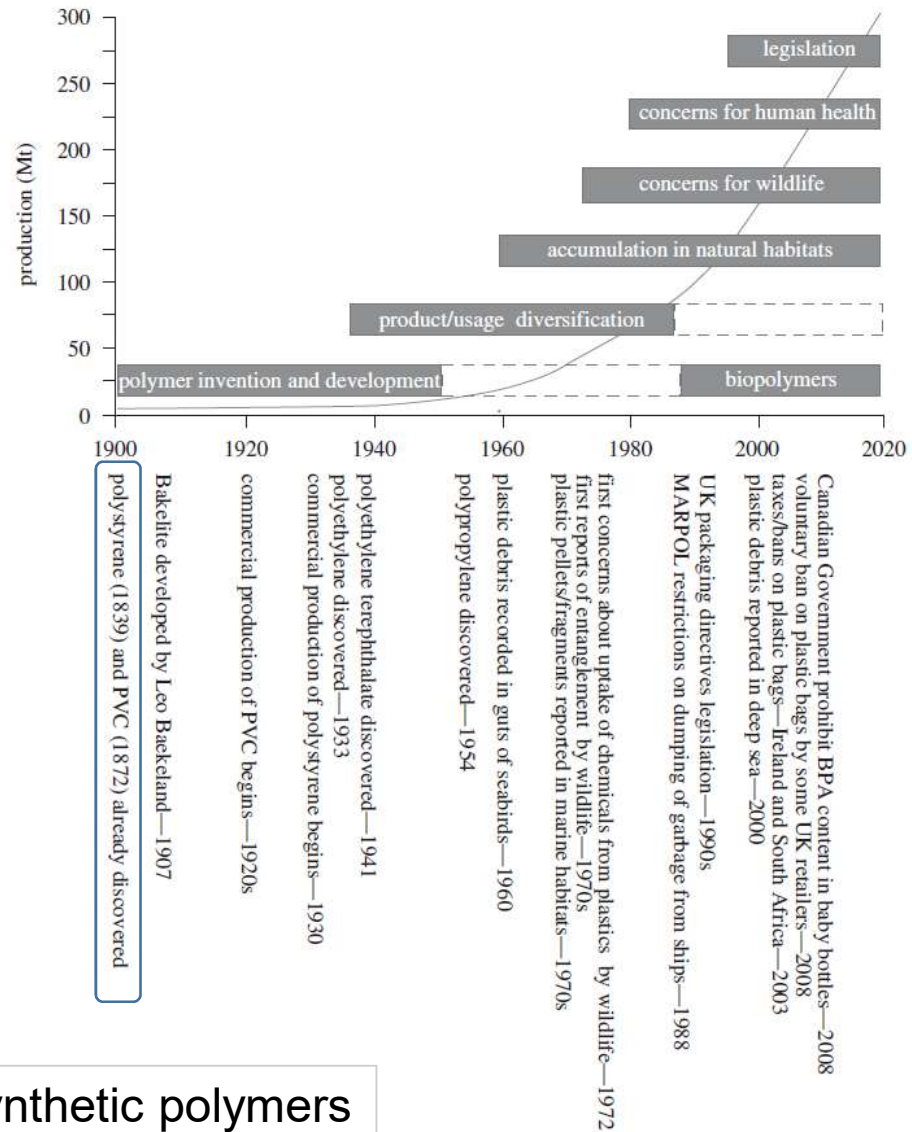 300
250
200
150
100
50
0
production (Mt)
legislation
concerns for human health
concerns for wildlife
accumulation in natural habitats
product/usage diversification
polymer invention and development
biopolymers
1900
1920
1940
1960
1980
2000
2020
polystyrene (1839) and PVC (1872) already discovered
Bakelite developed by Leo Baekeland—1907
commercial production of PVC begins—1920s
commercial production of polystyrene begins—1930
polyethylene discovered—1933
polyethylene terephthalate discovered—1941
polypropylene discovered—1954
plastic debris recorded in guts of seabirds—1960
plastic pellets/fragments reported in marine habitats—1970s
first reports of entanglement by wildlife—1970s
first concerns about uptake of chemicals from plastics by wildlife—1972
MARPOL restrictions on dumping of garbage from ships—1988
UK packaging directives legislation—1990s
plastic debris reported in deep sea—2000
taxes/bans on plastic bags—Ireland and South Africa—2003
voluntary ban on plastic bags by some UK retailers—2008
Canadian Government prohibit BPA content in baby bottles—2008
nthetic polymers